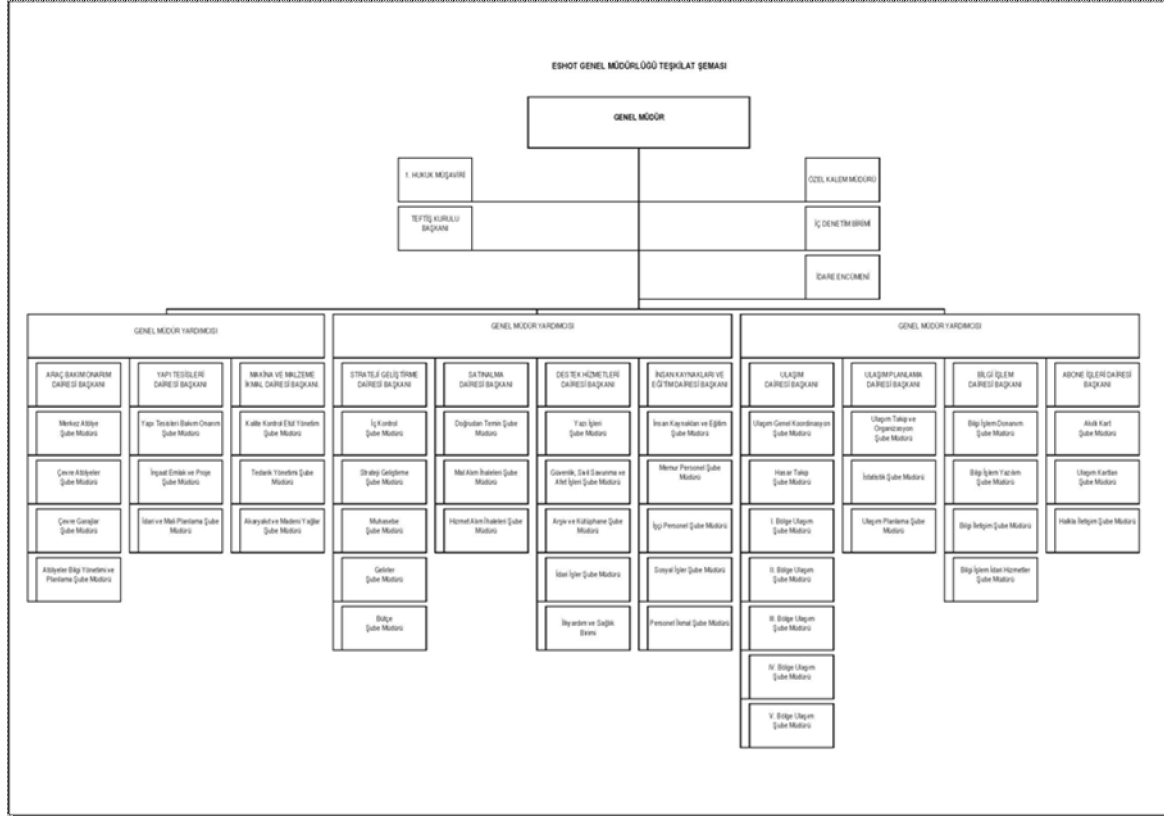 ESHOT GENEL MÜDÜRLÜĞÜ TEŞKİLAT ŞEMASI
GENEL MÜDÜR
1. HUKUK MÜŞAVİRİ
ÖZEL KALEM MÜDÜRÜ
TEFTİŞ KURULU
BAŞKANI
İÇ DENETİM BİRİMİ
İDARE ENCÜMENİ
GENEL MÜDÜR YARDIMCISI
ARAÇ BAKIM ONARIM
DAİRESİ BAŞKANI
Merkez Atölye
Şube Müdürü
Çevre Atölyeler
Şube Müdürü
Çevre Garajlar
Şube Müdürü
Atölyeler Bilgi Yönetimi ve
Planlama Şube Müdürü
YAPI TESİSLERİ
DAİRESİ BAŞKANI
Yapı Tesisleri Bakım Onarım
Şube Müdürü
İnşaat Emlak ve Proje
Şube Müdürü
İdari ve Mali Planlama Şube
Müdürü
MAKİNA VE MALZEME
İKMAL DAİRESİ BAŞKANI
Kalite Kontrol Etüt Yönetim
Şube Müdürü
Tedarik Yönetimi Şube
Müdürü
Akaryakıt ve Madeni Yağlar
Şube Müdürü
GENEL MÜDÜR YARDIMCISI
STRATEJİ GELİŞTİRME
DAİRESİ BAŞKANI
İç Kontrol
Şube Müdürü
Strateji Geliştirme
Şube Müdürü
Muhasebe
Şube Müdürü
Gelirler
Şube Müdürü
Bütçe
Şube Müdürü
SATINALMA
DAİRESİ BAŞKANI
Doğrudan Temin Şube
Müdürü
Mal Alım İhaleleri Şube
Müdürü
Hizmet Alım İhaleleri Şube
Müdürü
DESTEK HİZMETLERİ
DAİRESİ BAŞKANI
Yazı İşleri
Şube Müdürü
Güvenlik, Sivil Savunma ve
Afet İşleri Şube Müdürü
Arşiv ve Kütüphane Şube
Müdürü
İdari İşler Şube Müdürü
İlkyardım ve Sağlık
Birimi
İNSAN KAYNAKLARI VE
EĞİTİM DAİRESİ BAŞKANI
İnsan Kaynakları ve Eğitim
Şube Müdürü
Memur Personel Şube
Müdürü
İşçi Personel Şube Müdürü
Sosyal İşler Şube Müdürü
Personel İkmal Şube Müdürü
GENEL MÜDÜR YARDIMCISI
ULAŞIM
DAİRESİ BAŞKANI
Ulaşım Genel Koordinasyon
Şube Müdürü
Hasar Takip
Şube Müdürü
I. Bölge Ulaşım
Şube Müdürü
II. Bölge Ulaşım
Şube Müdürü
III. Bölge Ulaşım
Şube Müdürü
IV. Bölge Ulaşım
Şube Müdürü
V. Bölge Ulaşım
Şube Müdürü
ULAŞIM PLANLAMA
DAİRESİ BAŞKANI
Ulaşım Takip ve
Organizasyon
Şube Müdürü
İstatistik Şube Müdürü
Ulaşım Planlama Şube
Müdürü
BİLGİ İŞLEM
DAİRESİ BAŞKANI
Bilgi İşlem Donanım
Şube Müdürü
Bilgi İşlem Yazılım
Şube Müdürü
Bilgi İletişim Şube Müdürü
Bilgi İşlem İdari Hizmetler
Şube Müdürü
ABONE İŞLERİ DAİRESİ
BAŞKANI
Akıllı Kart
Şube Müdürü
Ulaşım Kartları
Şube Müdürü
Halkla İletişim Şube Müdürü